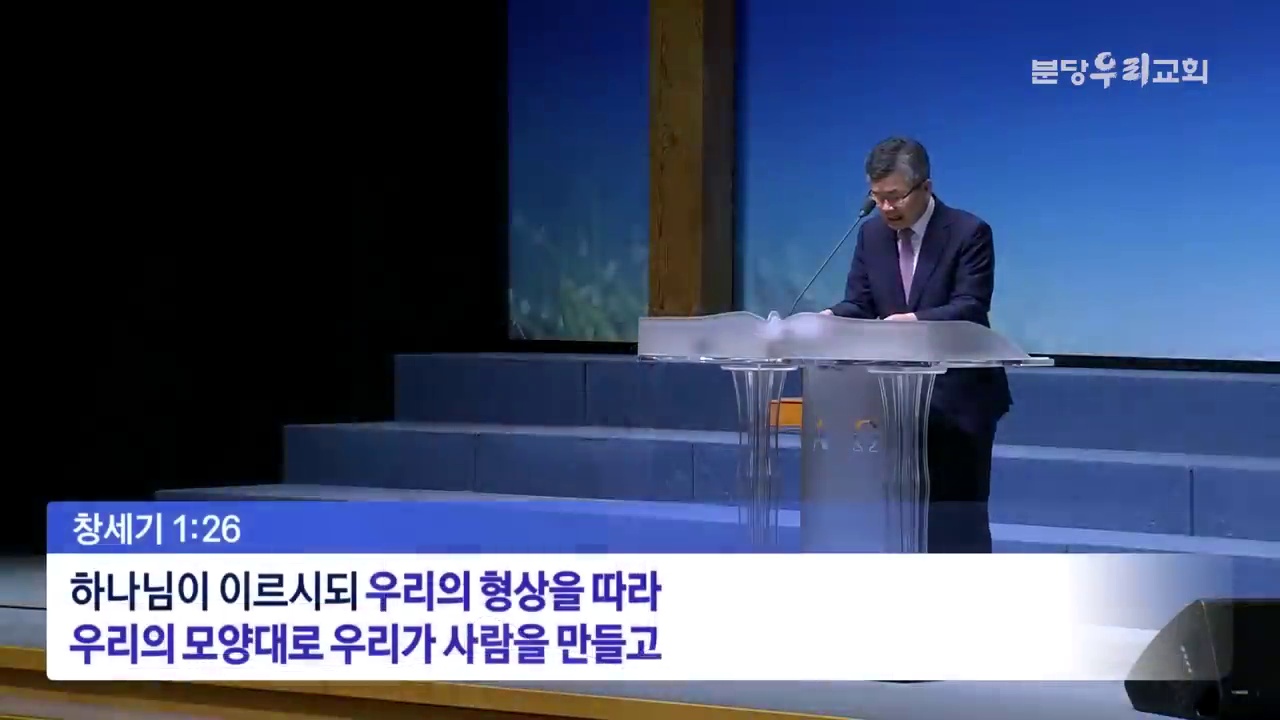 분당우리교회
Α Ω
창세기 1:26
하나님이 이르시되 우리의 형상을 따라
우리의 모양대로 우리가 사람을 만들고